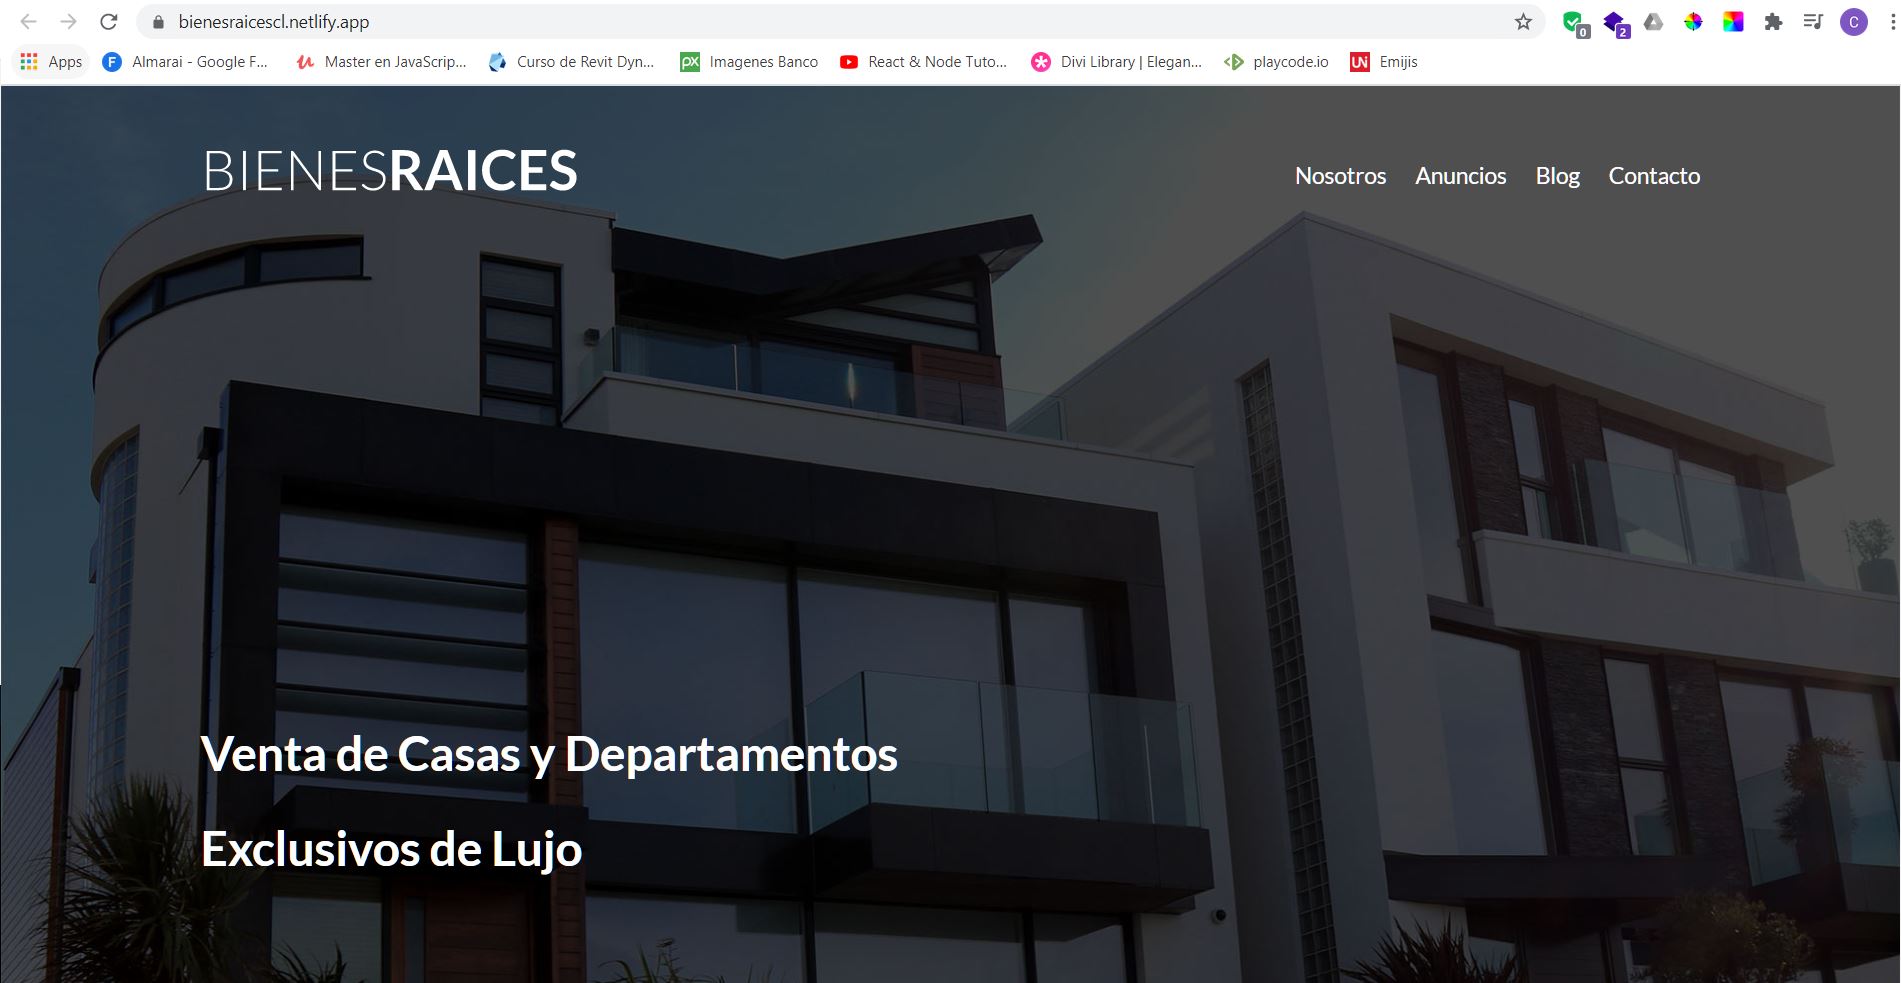 bienesraicescl.netlify.app
0
2
C
Apps
F
Almarai - Google F...
Master en JavaScrip...
Curso de Revit Dyn...
px
Imagenes Banco
React & Node Tuto...
Divi Library | Elegan...
playcode.io
UN
Emijis
BIENESRAICES
Nosotros
Anuncios
Blog
Contacto
Venta de Casas y Departamentos
Exclusivos de Lujo